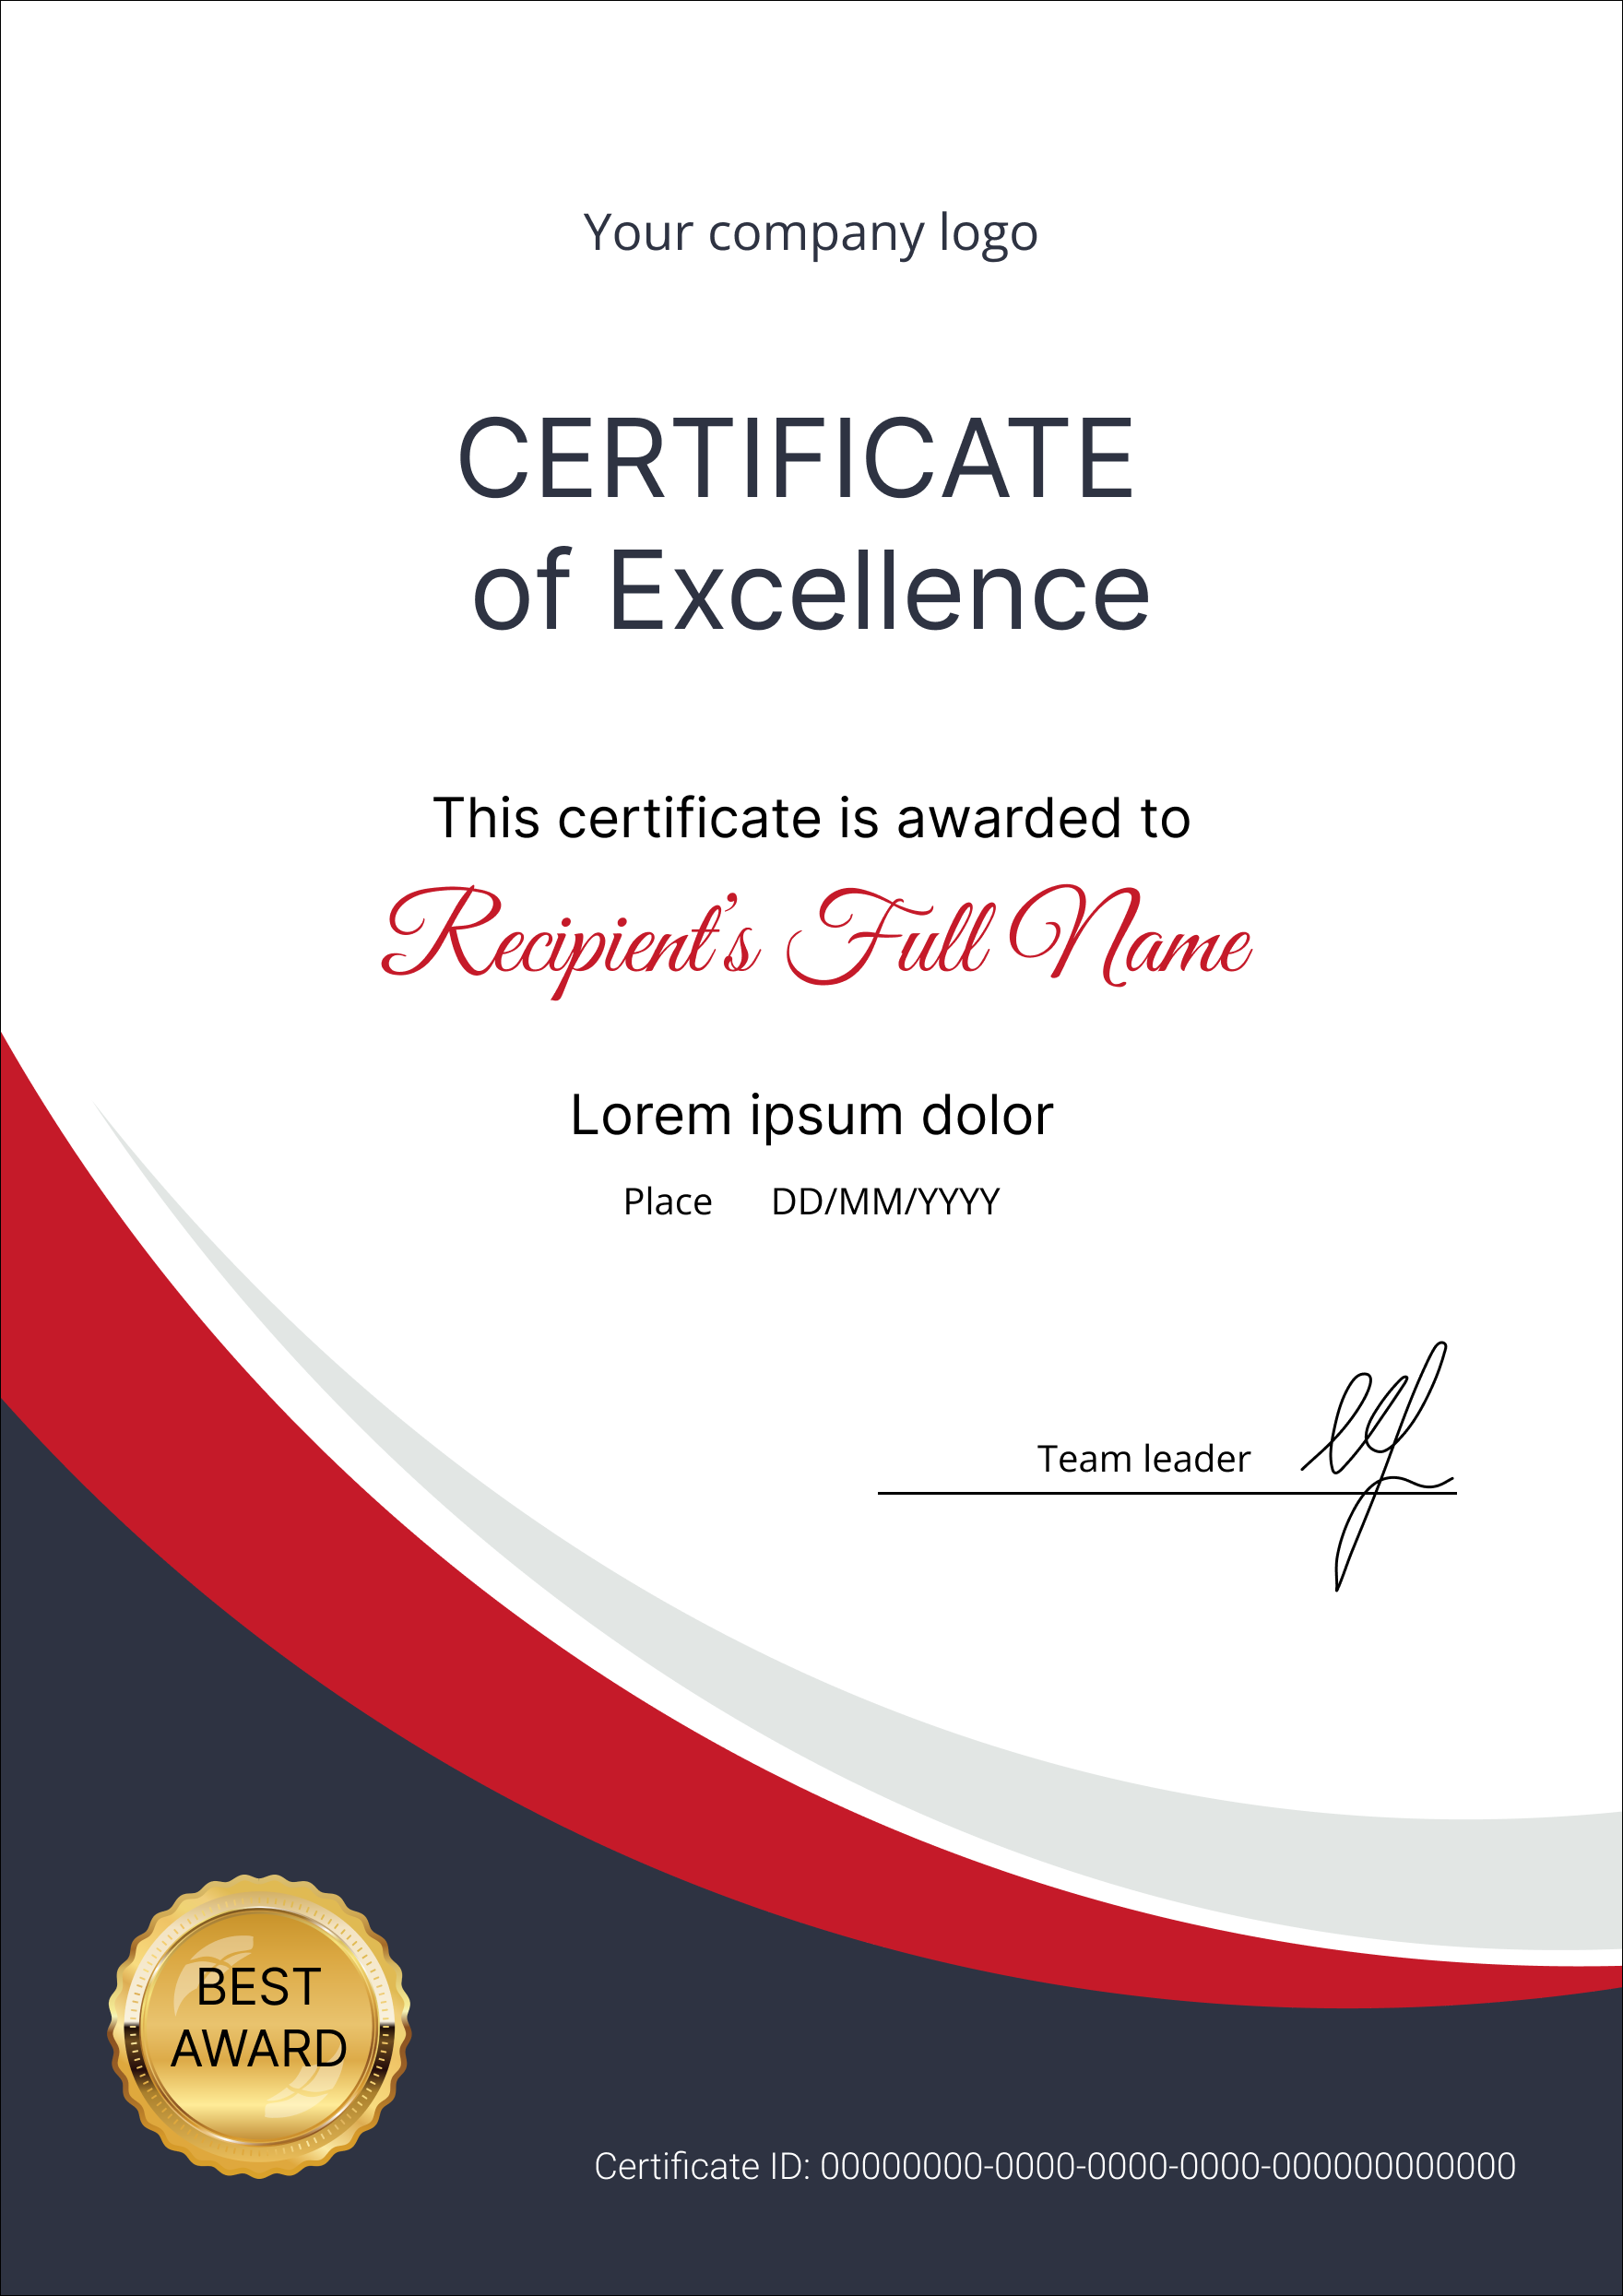 Your company logo
CERTIFICATE
of Excellence
This certificate is awarded to
Recipient's Full Name
Lorem ipsum dolor
Place DD/MM/YYYY
Team leader
BEST
AWARD
Certificate ID: 00000000-0000-0000-0000-000000000000